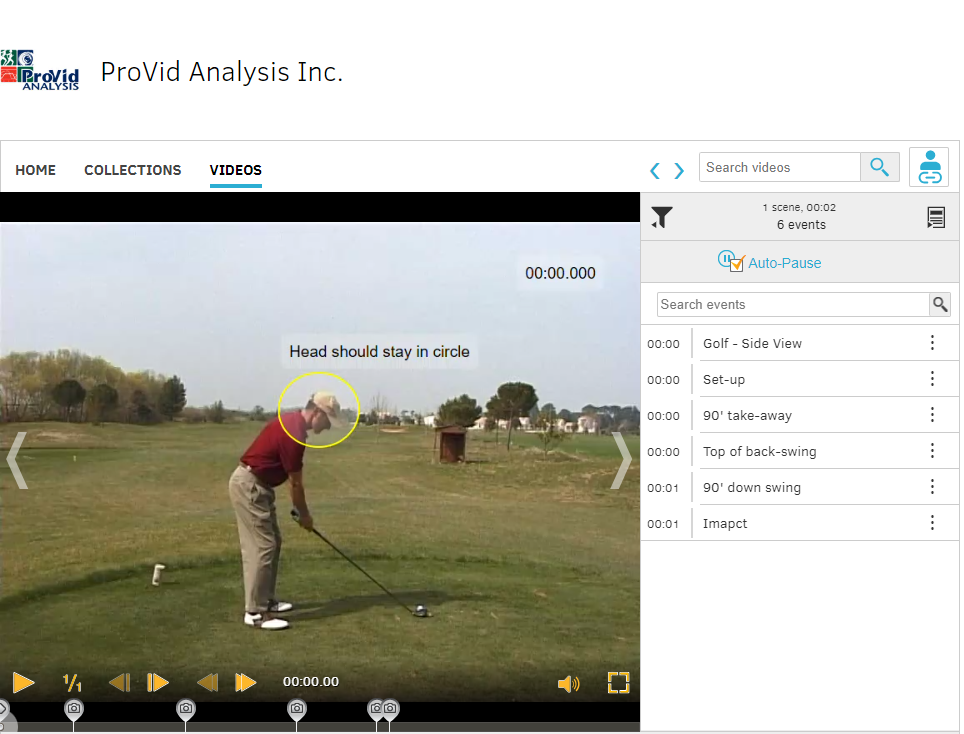 ProVid
ANALYSIS
ProVid Analysis Inc.
HOME COLLECTIONS VIDEOS
Search videos
1 scene, 00:02
6 events
Auto-Pause
Search events
00:00 Golf - Side View
00:00 Set-up
00:00 90' take-away
00:00 Top of back-swing
00:01 90' down swing
00:01 Imapct
00:00.000
Head should stay in circle
1/1
00:00.00